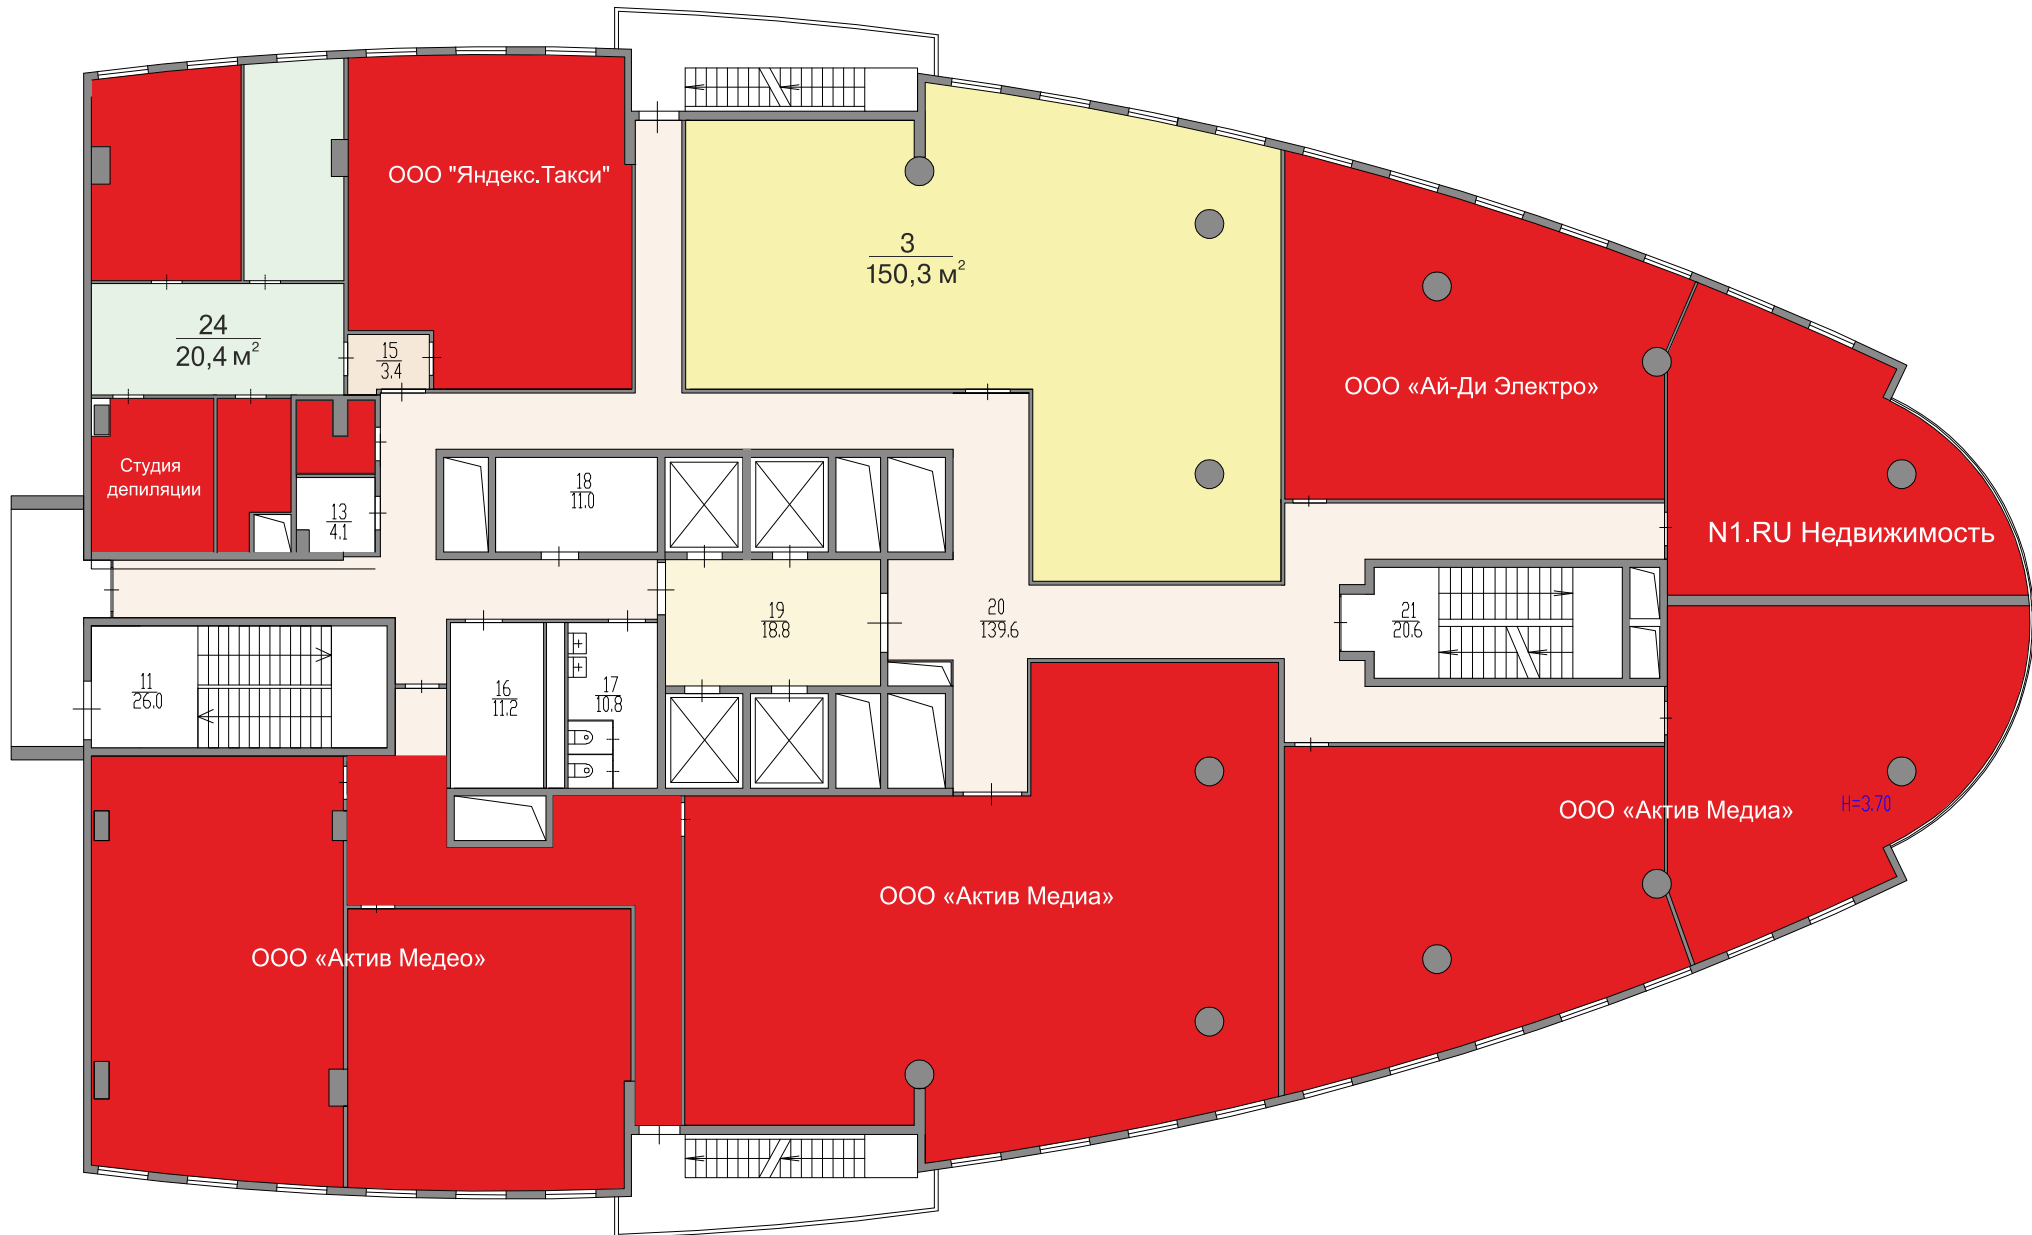 ООО "Яндекс.Такси"
3
150,3 м²
24
20,4 м²
15
3.4
ООО «Ай-Ди Электро»
Студия
депиляции
18
11.0
13
4.1
N1.RU Недвижимость
19
18.8
20
139.6
21
20.6
11
26.0
16
11.2
17
10.8
ООО «Актив Медиа»
H=3.70
ООО «Актив Медиа»
ООО «Актив Медео»